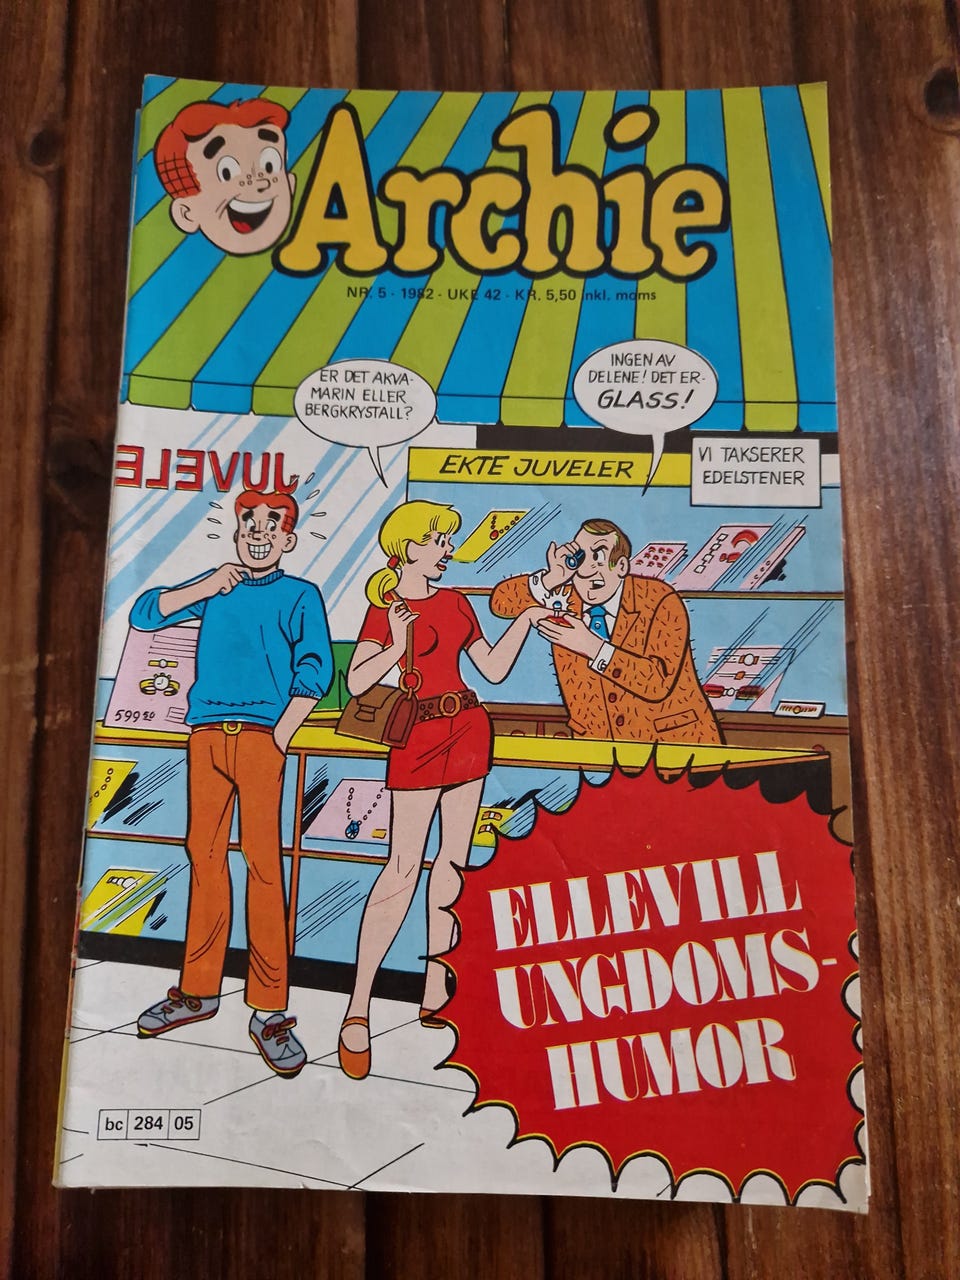 Archie
NR. 5 - 1982 - UKE 42 - KR. 5,50 inkl. moms
ER DET AKVA-
MARIN ELLER
BERGKRYSTALL?
INGEN AV
DELENE! DET ER-
GLASS!
JUVELE
EKTE JUVELER
VI TAKSERER
EDELSTENER
599 50
ELLEVILL
UNGDOMS-
HUMOR
bc 284 05